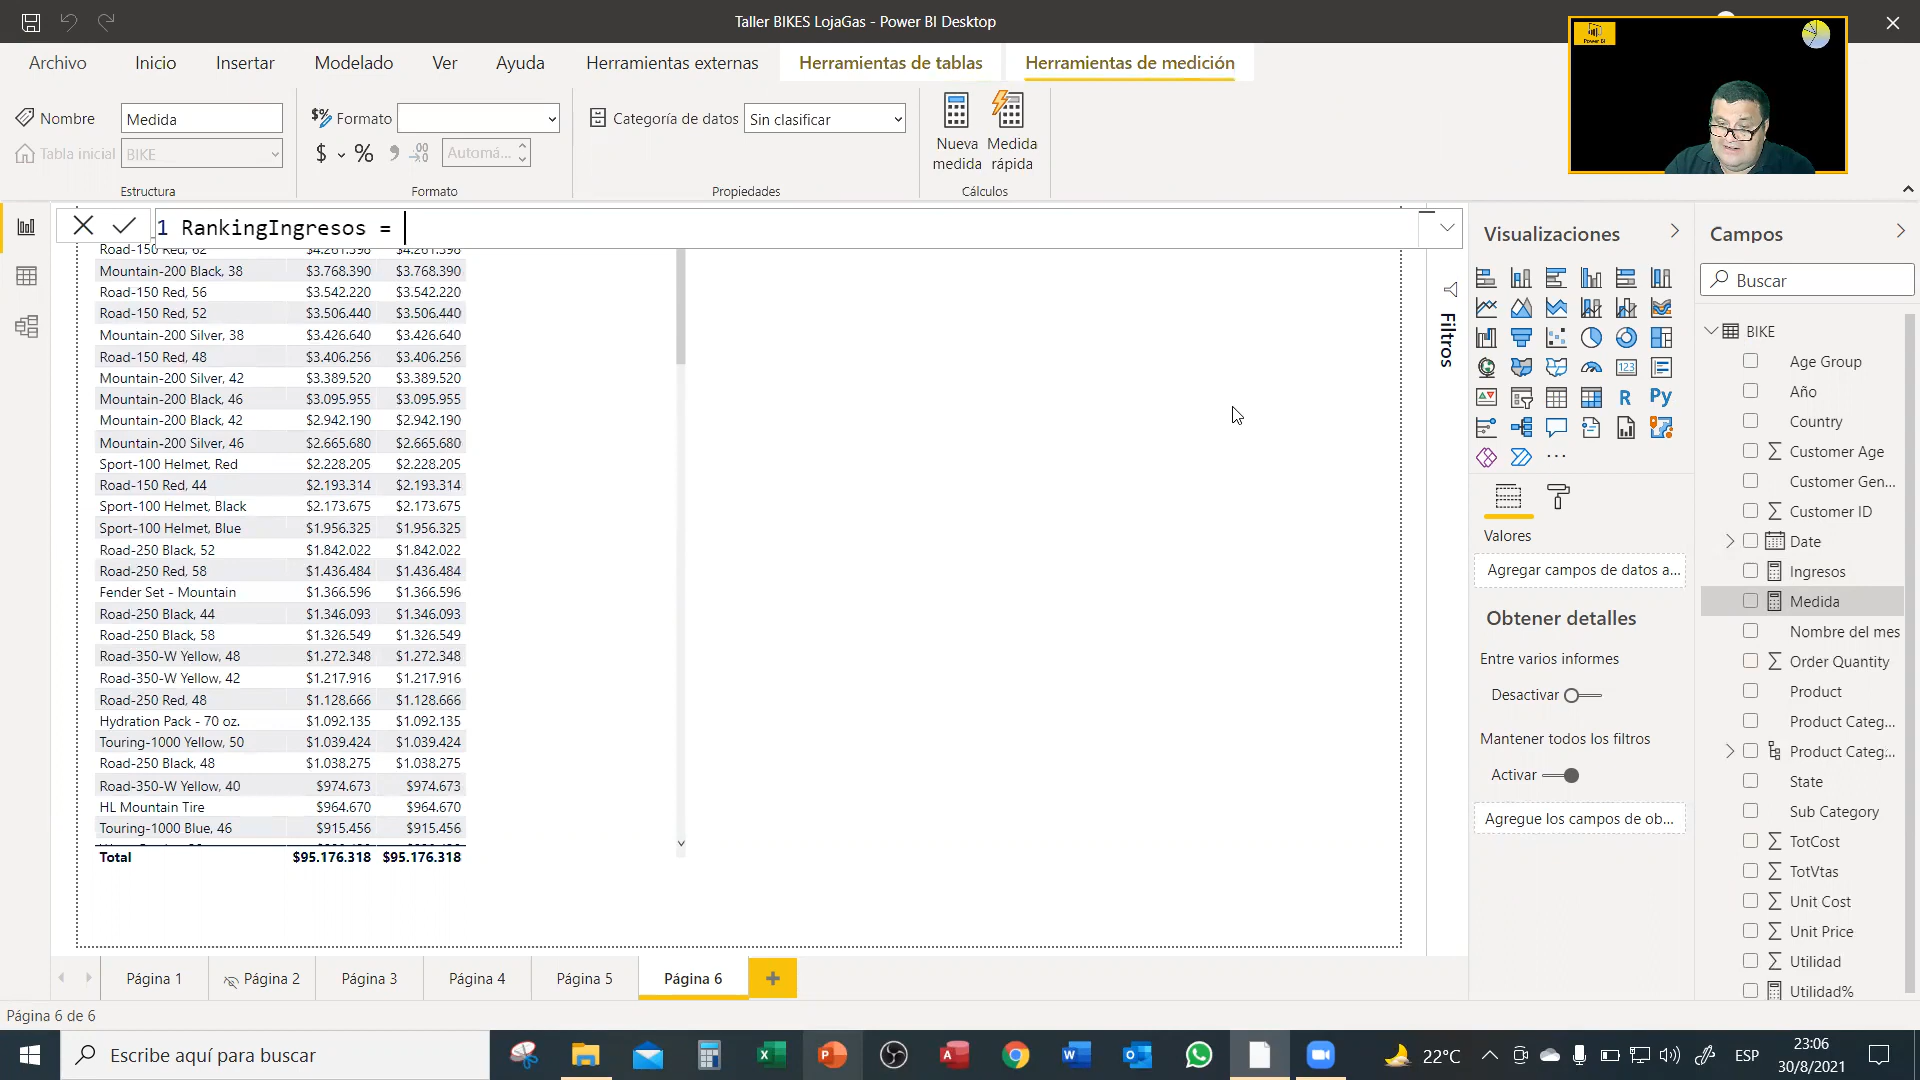 Taller BIKES LojaGas - Power BI Desktop
Power BI
Archivo Inicio Insertar Modelado Ver Ayuda Herramientas externas Herramientas de tablas Herramientas de medición
Nombre Medida
Tabla inicial BIKE
Estructura
Formato
$ % Automá...
Formato
Categoría de datos Sin clasificar
Propiedades
Nueva medida
Medida rápida
Cálculos
1 RankingIngresos =
Road-150 Red, 62 $4.261.398 $4.261.398
Mountain-200 Black, 38 $3.768.390 $3.768.390
Road-150 Red, 56 $3.542.220 $3.542.220
Road-150 Red, 52 $3.506.440 $3.506.440
Mountain-200 Silver, 38 $3.426.640 $3.426.640
Road-150 Red, 48 $3.406.256 $3.406.256
Mountain-200 Silver, 42 $3.389.520 $3.389.520
Mountain-200 Black, 46 $3.095.955 $3.095.955
Mountain-200 Black, 42 $2.942.190 $2.942.190
Mountain-200 Silver, 46 $2.665.680 $2.665.680
Sport-100 Helmet, Red $2.228.205 $2.228.205
Road-150 Red, 44 $2.193.314 $2.193.314
Sport-100 Helmet, Black $2.173.675 $2.173.675
Sport-100 Helmet, Blue $1.956.325 $1.956.325
Road-250 Black, 52 $1.842.022 $1.842.022
Road-250 Red, 58 $1.436.484 $1.436.484
Fender Set - Mountain $1.366.596 $1.366.596
Road-250 Black, 44 $1.346.093 $1.346.093
Road-250 Black, 58 $1.326.549 $1.326.549
Road-350-W Yellow, 48 $1.272.348 $1.272.348
Road-350-W Yellow, 42 $1.217.916 $1.217.916
Road-250 Red, 48 $1.128.666 $1.128.666
Hydration Pack - 70 oz. $1.092.135 $1.092.135
Touring-1000 Yellow, 50 $1.039.424 $1.039.424
Road-250 Black, 48 $1.038.275 $1.038.275
Road-350-W Yellow, 40 $974.673 $974.673
HL Mountain Tire $964.670 $964.670
Touring-1000 Blue, 46 $915.456 $915.456
Total $95.176.318 $95.176.318
Filtros
Visualizaciones
123
R Py
Valores
Agregar campos de datos a...
Obtener detalles
Entre varios informes
Desactivar
Mantener todos los filtros
Activar
Agregue los campos de ob...
Campos
Buscar
BIKE
Age Group
Año
Country
Customer Age
Customer Gen...
Customer ID
Date
Ingresos
Medida
Nombre del mes
Order Quantity
Product
Product Categ...
Product Categ...
State
Sub Category
TotCost
TotVtas
Unit Cost
Unit Price
Utilidad
Utilidad%
Página 1 Página 2 Página 3 Página 4 Página 5 Página 6
Página 6 de 6
Escribe aquí para buscar
22°C
ESP
23:06
30/8/2021